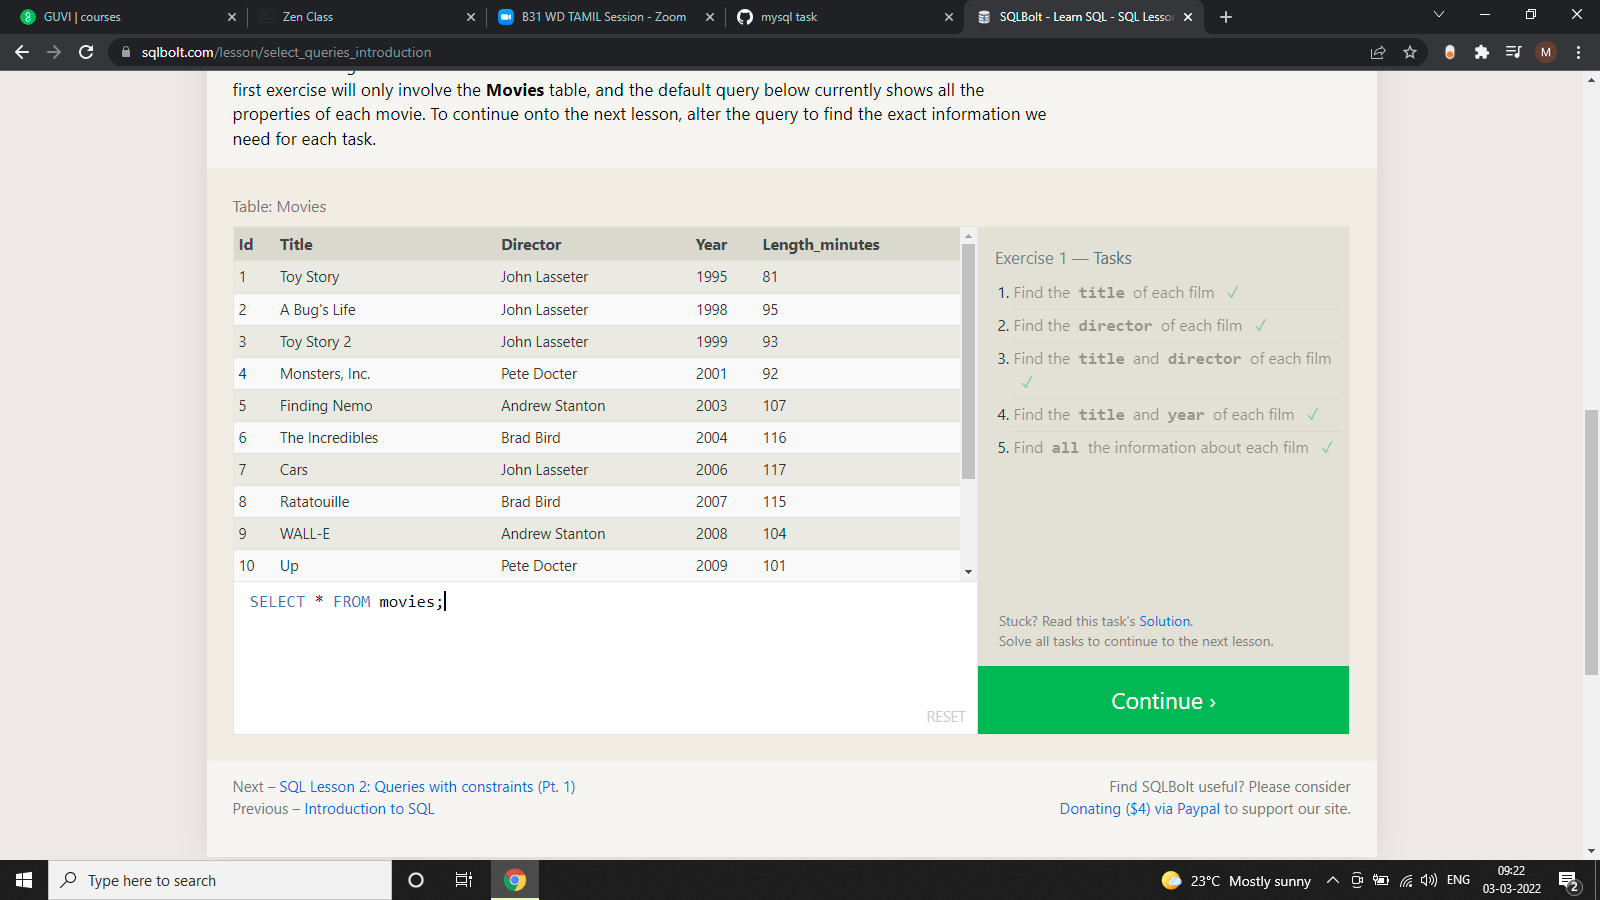 GUVI | courses
Zen Class
B31 WD TAMIL Session - Zoom
mysql task
SQLBolt - Learn SQL - SQL Lesson
sqlbolt.com/lesson/select_queries_introduction
M
first exercise will only involve the Movies table, and the default query below currently shows all the
properties of each movie. To continue onto the next lesson, alter the query to find the exact information we
need for each task.
Table: Movies
Id Title Director Year Length_minutes
1 Toy Story John Lasseter 1995 81
2 A Bug's Life John Lasseter 1998 95
3 Toy Story 2 John Lasseter 1999 93
4 Monsters, Inc. Pete Docter 2001 92
5 Finding Nemo Andrew Stanton 2003 107
6 The Incredibles Brad Bird 2004 116
7 Cars John Lasseter 2006 117
8 Ratatouille Brad Bird 2007 115
9 WALL-E Andrew Stanton 2008 104
10 Up Pete Docter 2009 101
SELECT * FROM movies;
RESET
Exercise 1 — Tasks
1. Find the title of each film ✓
2. Find the director of each film ✓
3. Find the title and director of each film
✓
4. Find the title and year of each film ✓
5. Find all the information about each film ✓
Stuck? Read this task's Solution.
Solve all tasks to continue to the next lesson.
Continue ›
Next – SQL Lesson 2: Queries with constraints (Pt. 1)
Previous – Introduction to SQL
Find SQLBolt useful? Please consider
Donating ($4) via Paypal to support our site.
Type here to search
23°C Mostly sunny
ENG
09:22
03-03-2022
2